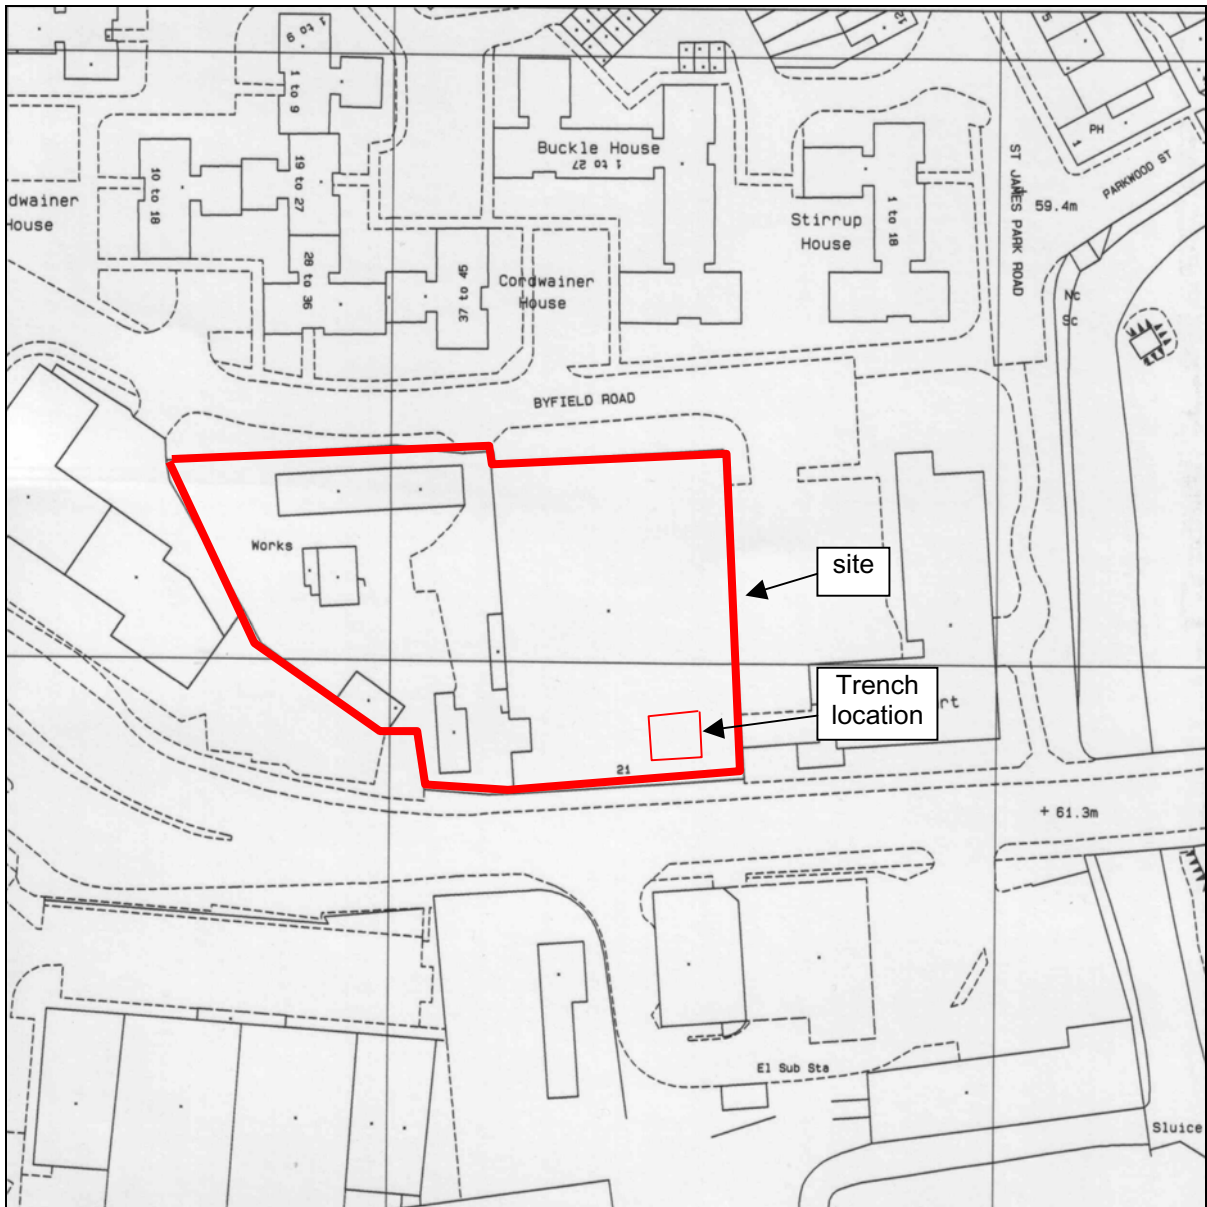 1 to 9
12
5
PH
1
Buckle House
1 to 27
19 to 27
10 to 18
dwainer
House
ST JAMES PARK ROAD
59.4m
PARKWOOD ST
Stirrup
House
1 to 18
28 to 36
37 to 45
Cordwainer
House
Nc
Sc
BYFIELD ROAD
Works
site
Trench
location
rt
21
+ 61.3m
El Sub Sta
Sluice